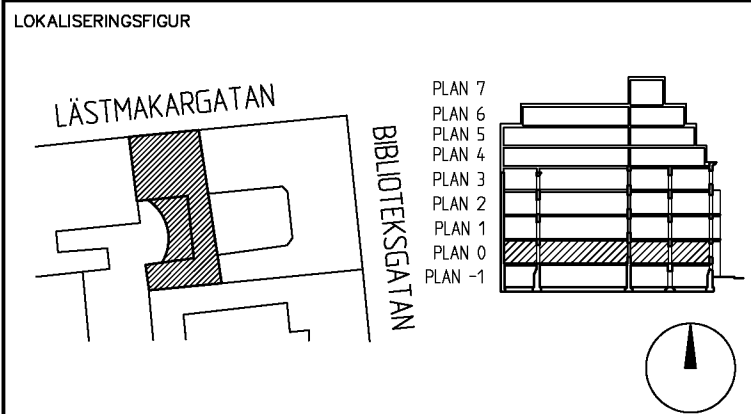 LOKALISERINGSFIGUR
LÄSTMAKARGATAN
BIBLIOTEKSGATAN
PLAN 7
PLAN 6
PLAN 5
PLAN 4
PLAN 3
PLAN 2
PLAN 1
PLAN 0
PLAN -1